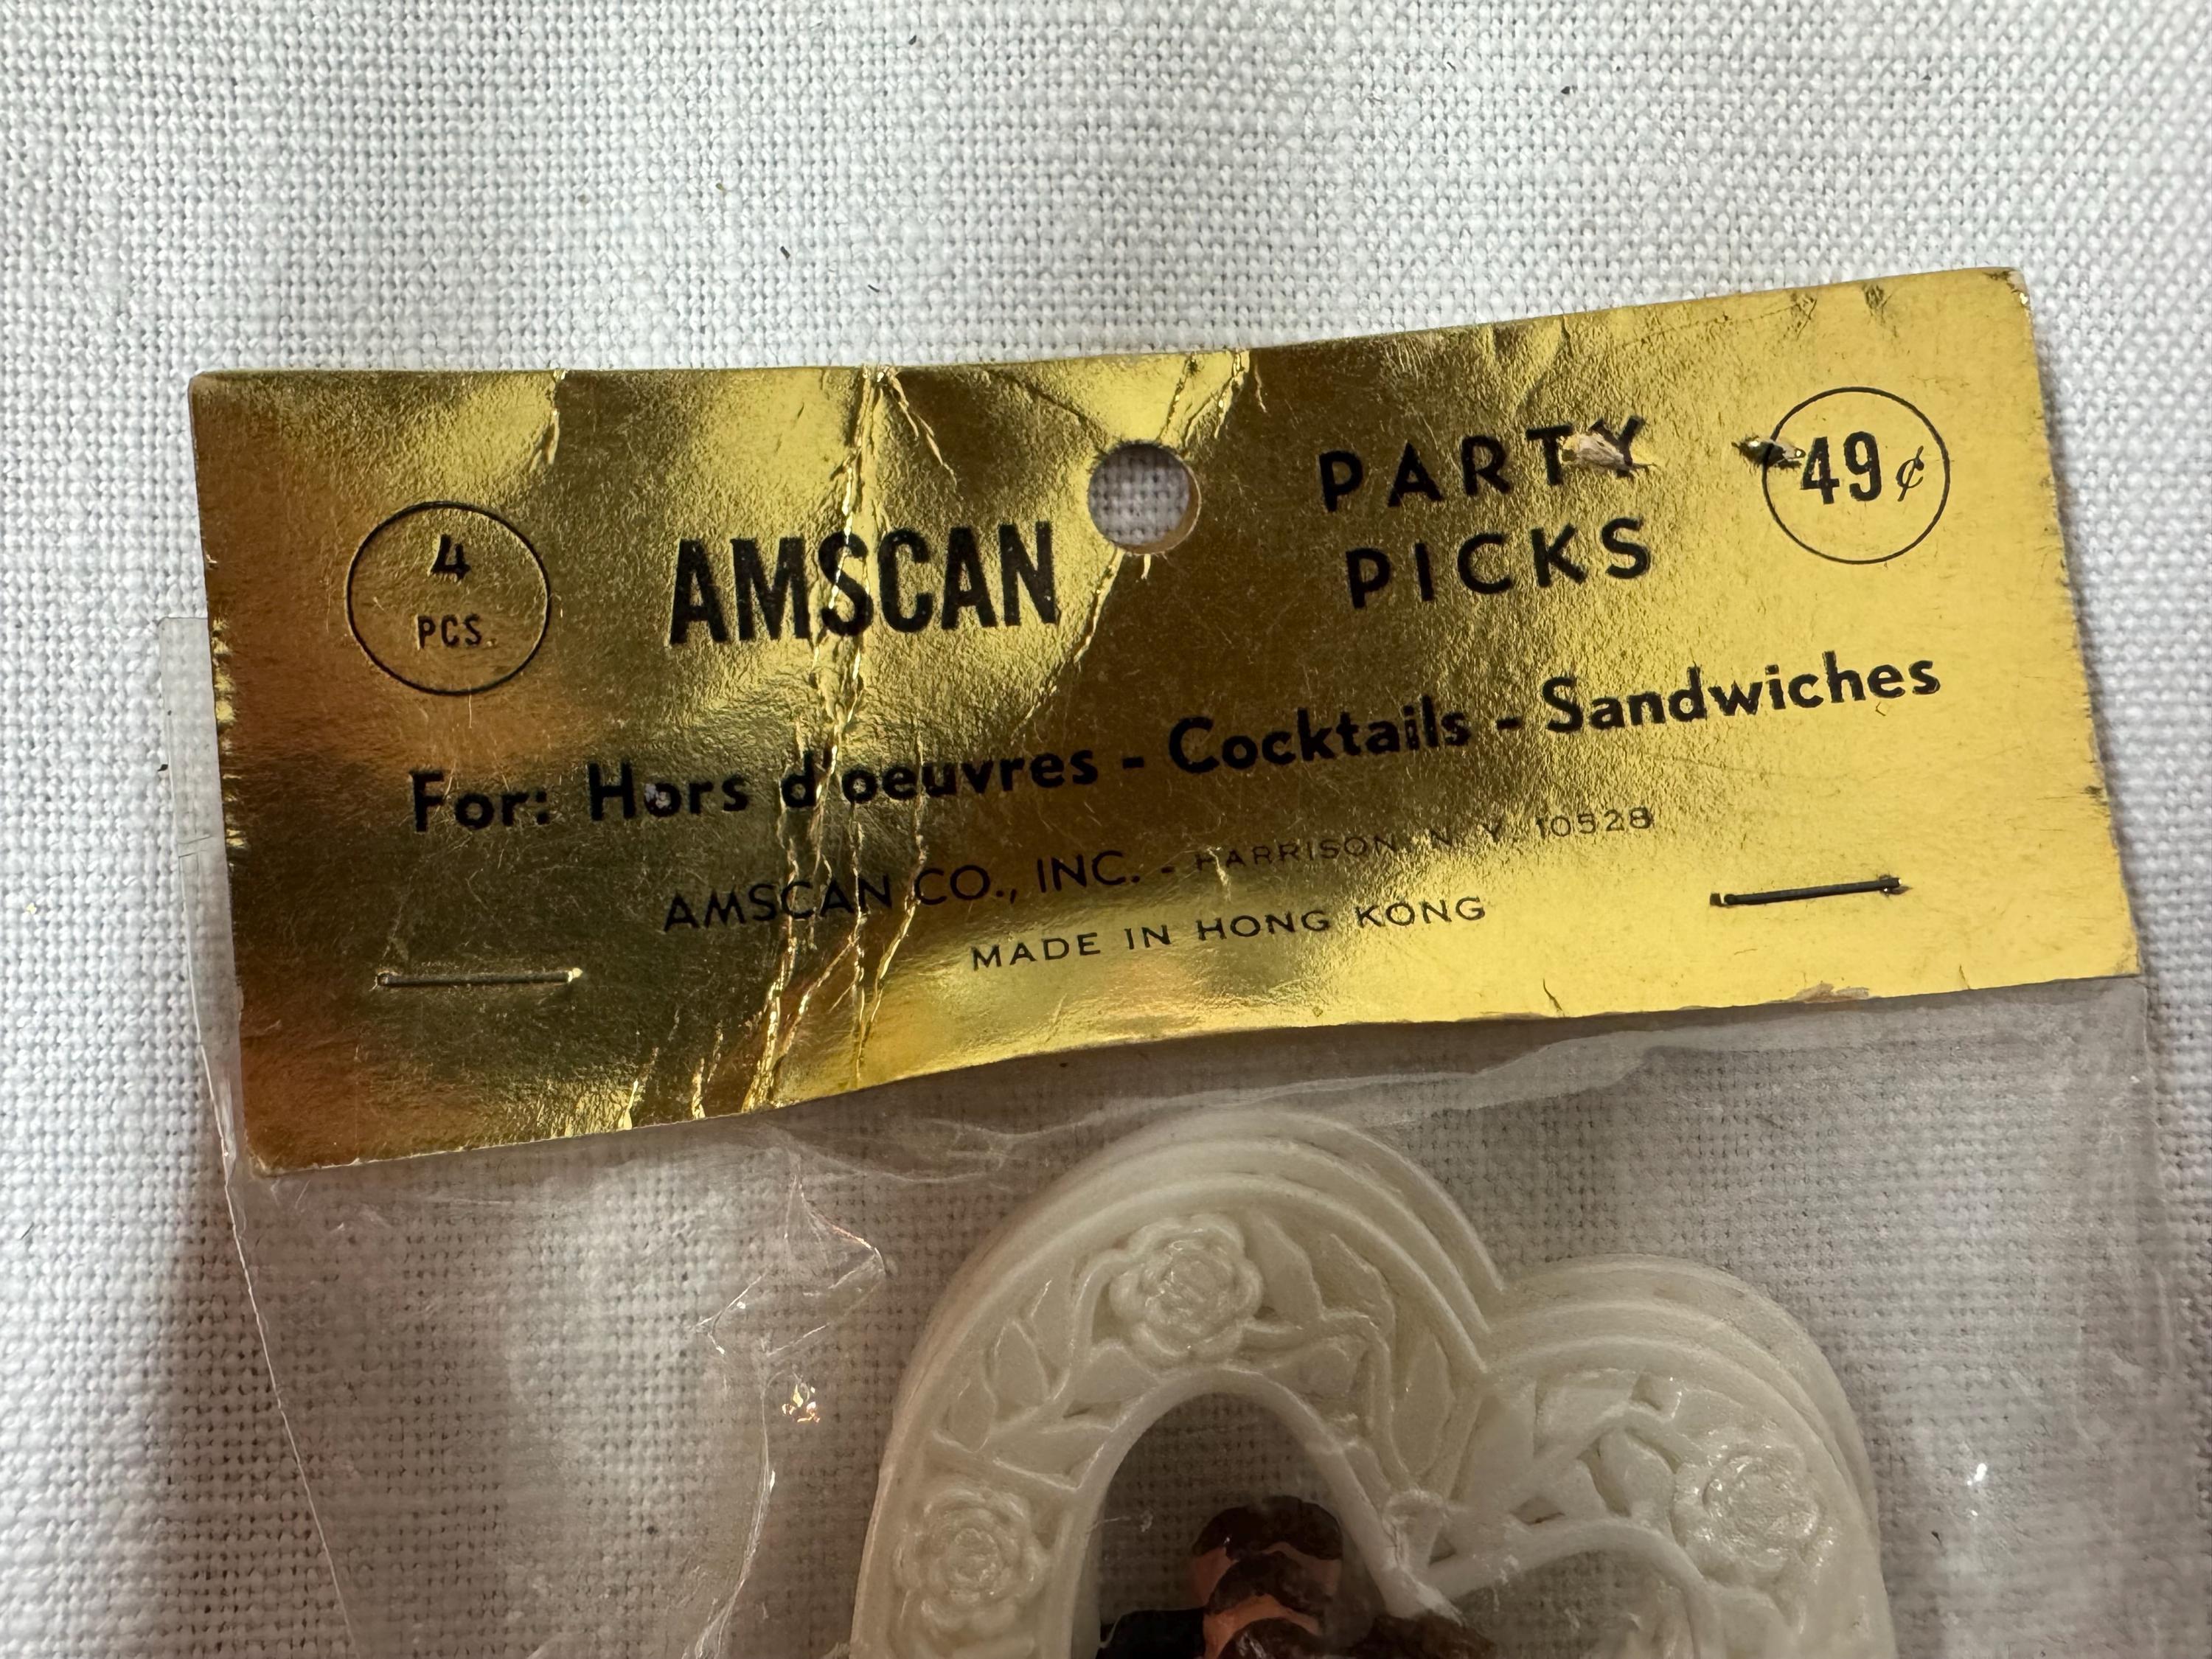 4
PCS.
AMSCAN
PARTY
PICKS
49¢
For: Hors d'oeuvres - Cocktails - Sandwiches
AMSCAN CO., INC. - HARRISON, N. Y. 10528
MADE IN HONG KONG